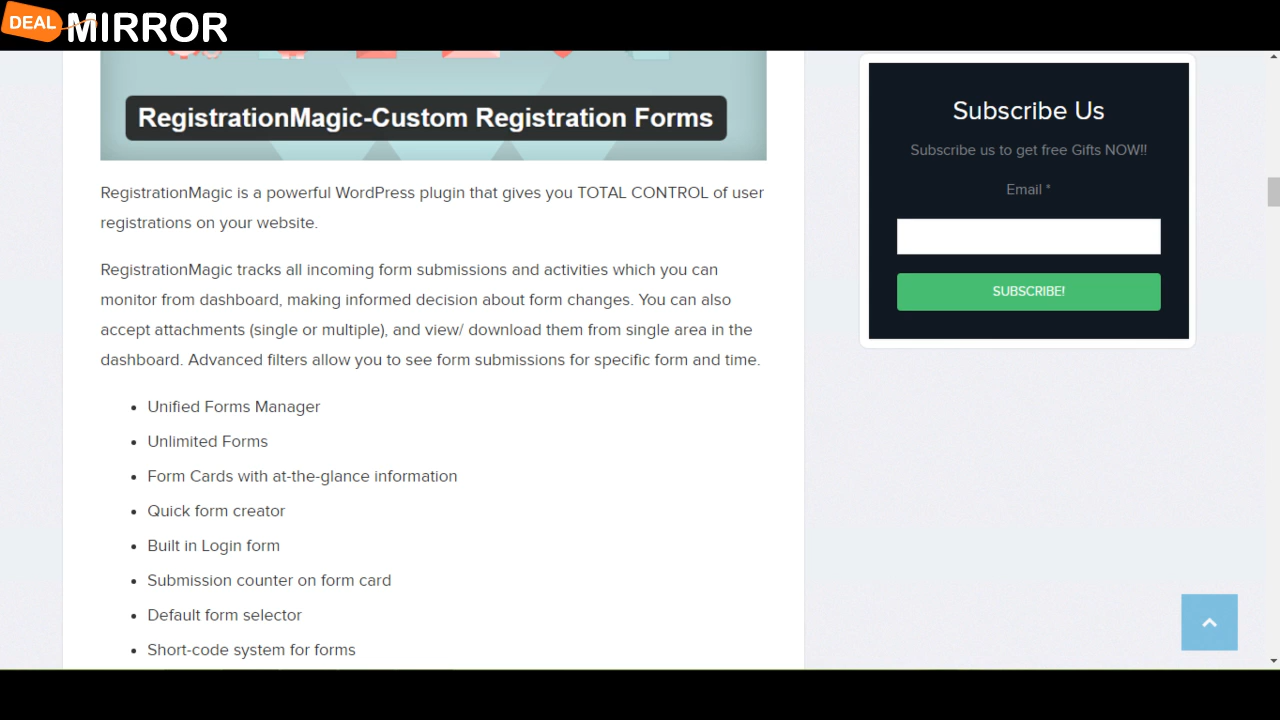 DEAL MIRROR
RegistrationMagic-Custom Registration Forms
RegistrationMagic is a powerful WordPress plugin that gives you TOTAL CONTROL of user
registrations on your website.
RegistrationMagic tracks all incoming form submissions and activities which you can
monitor from dashboard, making informed decision about form changes. You can also
accept attachments (single or multiple), and view/ download them from single area in the
dashboard. Advanced filters allow you to see form submissions for specific form and time.
• Unified Forms Manager
• Unlimited Forms
• Form Cards with at-the-glance information
• Quick form creator
• Built in Login form
• Submission counter on form card
• Default form selector
• Short-code system for forms
Subscribe Us
Subscribe us to get free Gifts NOW!!
Email *
SUBSCRIBE!